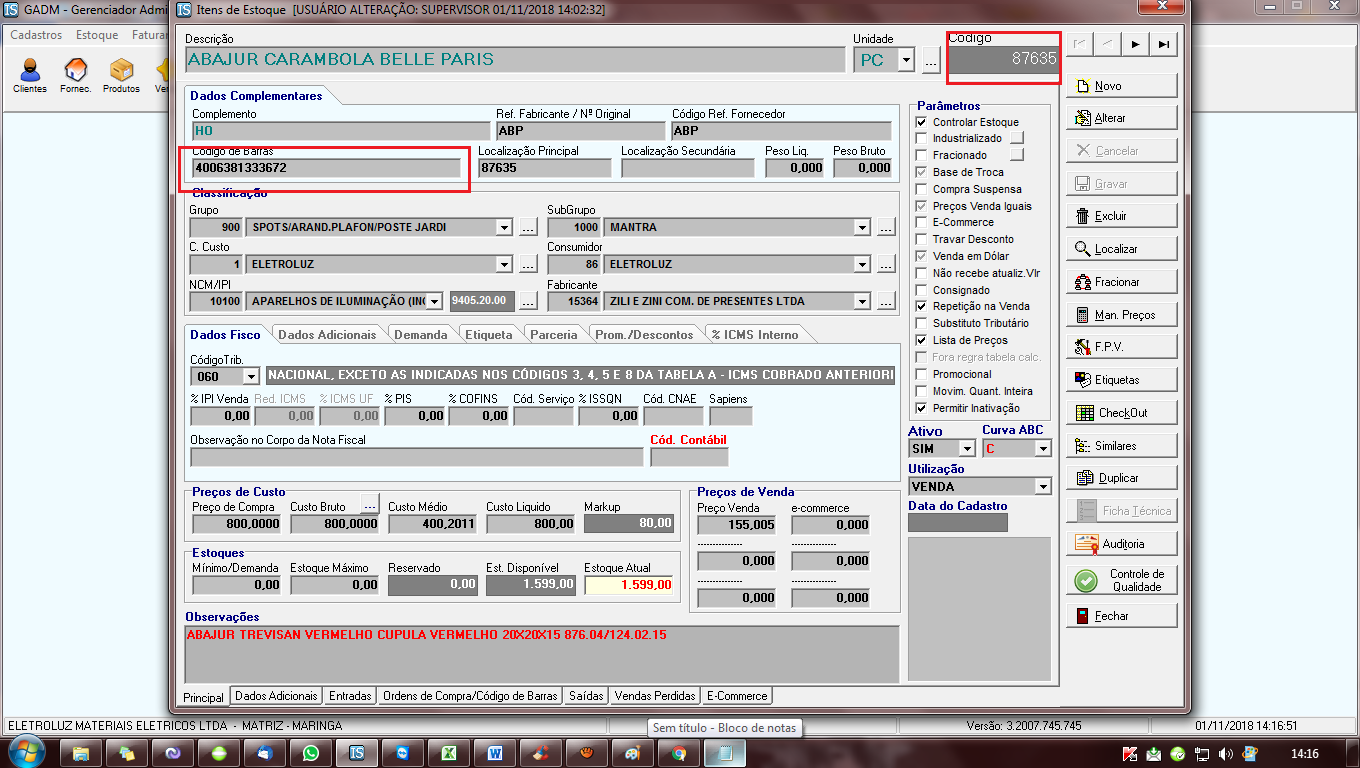 GADM - Gerenciador Admi
Itens de Estoque [USUÁRIO ALTERAÇÃO: SUPERVISOR 01/11/2018 14:02:32]
Cadastros Estoque Faturar
Clientes Fornec. Produtos Ve
Descrição Unidade Código
ABAJUR CARAMBOLA BELLE PARIS PC ... 87635
Dados Complementares
Complemento Ref. Fabricante / Nº Original Código Ref. Fornecedor
HO ABP ABP
Código de Barras Localização Principal Localização Secundária Peso Liq. Peso Bruto
4006381333672 87635 0,000 0,000
Classificação
Grupo SubGrupo
900 SPOTS/ARAND.PLAFON/POSTE JARDI ... 1000 MANTRA ...
C. Custo Consumidor
1 ELETROLUZ ... 86 ELETROLUZ ...
NCM/IPI Fabricante
10100 APARELHOS DE ILUMINAÇÃO (IN 9405.20.00 ... 15364 ZILI E ZINI COM. DE PRESENTES LTDA ...
Dados Fisco Dados Adicionais Demanda Etiqueta Parceria Prom./Descontos % ICMS Interno
CódigoTrib.
060 NACIONAL, EXCETO AS INDICADAS NOS CÓDIGOS 3, 4, 5 E 8 DA TABELA A - ICMS COBRADO ANTERIORI
% IPI Venda Red. ICMS % ICMS UF % PIS % COFINS Cód. Serviço % ISSQN Cód. CNAE Sapiens
0,00 0,00 0,00 0,00 0,00 0,00
Observação no Corpo da Nota Fiscal Cód. Contábil
Preços de Custo
Preço de Compra Custo Bruto ... Custo Médio Custo Liquido Markup
800,0000 800,0000 400,2011 800,00 80,00
Estoques
Mínimo/Demanda Estoque Máximo Reservado Est. Disponível Estoque Atual
0,00 0,00 0,00 1.599,00 1.599,00
Preços de Venda
Preço Venda e-commerce
155,005 0,000
-------------- --------------
0,000 0,000
-------------- --------------
0,000 0,000
Observações
ABAJUR TREVISAN VERMELHO CUPULA VERMELHO 20X20X15 876.04/124.02.15
Principal Dados Adicionais Entradas Ordens de Compra/Código de Barras Saídas Vendas Perdidas E-Commerce
Parâmetros
Controlar Estoque
Industrializado
Fracionado
Base de Troca
Compra Suspensa
Preços Venda Iguais
E-Commerce
Travar Desconto
Venda em Dólar
Não recebe atualiz.Vlr
Consignado
Repetição na Venda
Substituto Tributário
Lista de Preços
Fora regra tabela calc.
Promocional
Movim. Quant. Inteira
Permitir Inativação
Ativo Curva ABC
SIM C
Utilização
VENDA
Data do Cadastro
Novo
Alterar
Cancelar
Gravar
Excluir
Localizar
Fracionar
Man. Preços
F.P.V.
Etiquetas
CheckOut
Similares
Duplicar
Ficha Técnica
Auditoria
Controle de
Qualidade
Fechar
ELETROLUZ MATERIAIS ELETRICOS LTDA - MATRIZ - MARINGA Versão: 3.2007.745.745 01/11/2018 14:16:51
Sem título - Bloco de notas
14:16